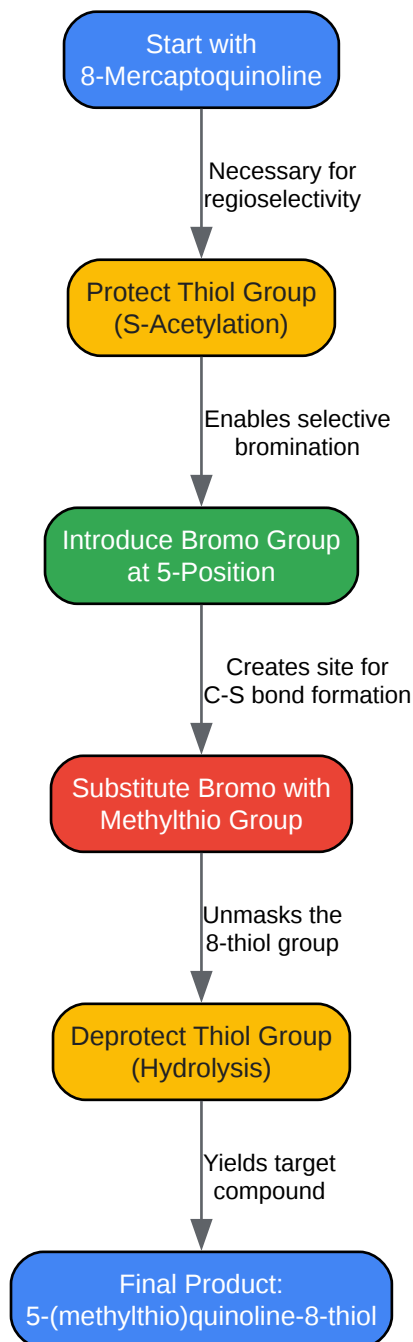 Start with
8-Mercaptoquinoline
Necessary for
regioselectivity
Protect Thiol Group
(S-Acetylation)
Enables selective
bromination
Introduce Bromo Group
at 5-Position
Creates site for
C-S bond formation
Substitute Bromo with
Methylthio Group
Unmasks the
8-thiol group
Deprotect Thiol Group
(Hydrolysis)
Yields target
compound
Final Product:
5-(methylthio)quinoline-8-thiol